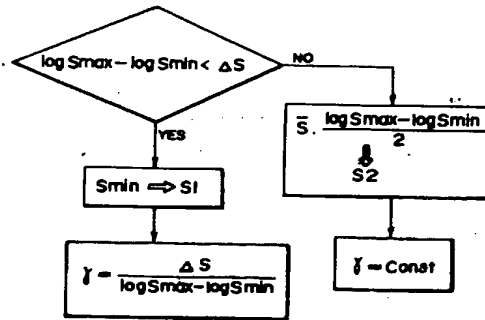 log Smax - log Smin < ΔS
NO
YES
S̄ . log Smax - log Smin
2
⇓
S2
Smin ⇒ S1
γ = ΔS
log Smax - log Smin
γ = Const